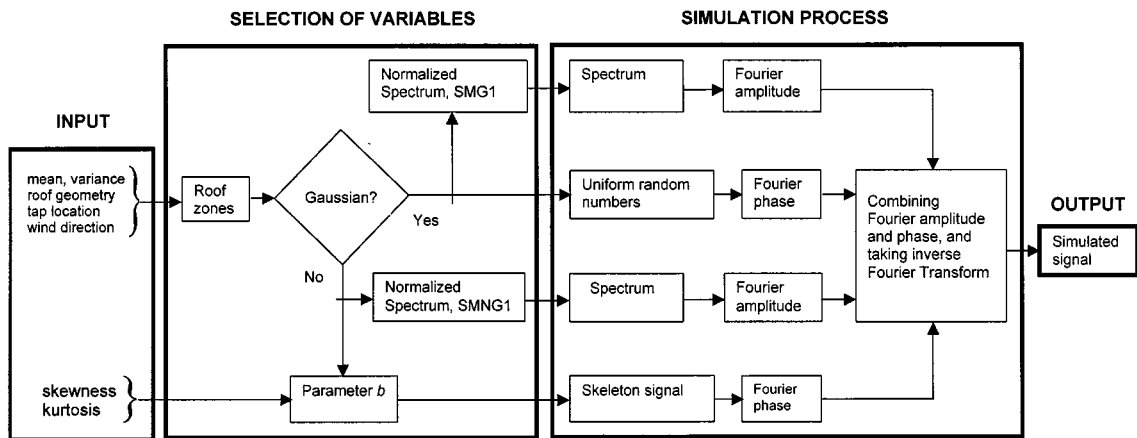 SELECTION OF VARIABLES
SIMULATION PROCESS
INPUT
mean, variance
roof geometry
tap location
wind direction
skewness
kurtosis
Roof
zones
Gaussian?
Yes
No
Normalized
Spectrum, SMG1
Normalized
Spectrum, SMNG1
Parameter b
Spectrum
Fourier
amplitude
Uniform random
numbers
Fourier
phase
Spectrum
Fourier
amplitude
Skeleton signal
Fourier
phase
Combining
Fourier amplitude
and phase, and
taking inverse
Fourier Transform
OUTPUT
Simulated
signal